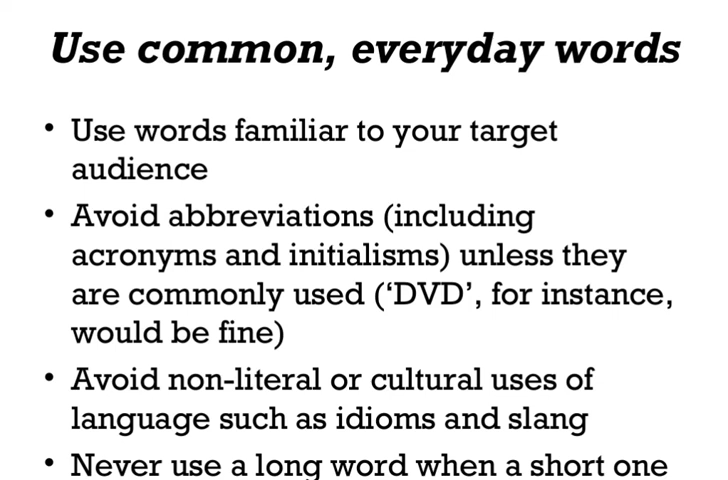 Use common, everyday words
• Use words familiar to your target
audience
• Avoid abbreviations (including
acronyms and initialisms) unless they
are commonly used (‘DVD’, for instance,
would be fine)
• Avoid non-literal or cultural uses of
language such as idioms and slang
• Never use a long word when a short one